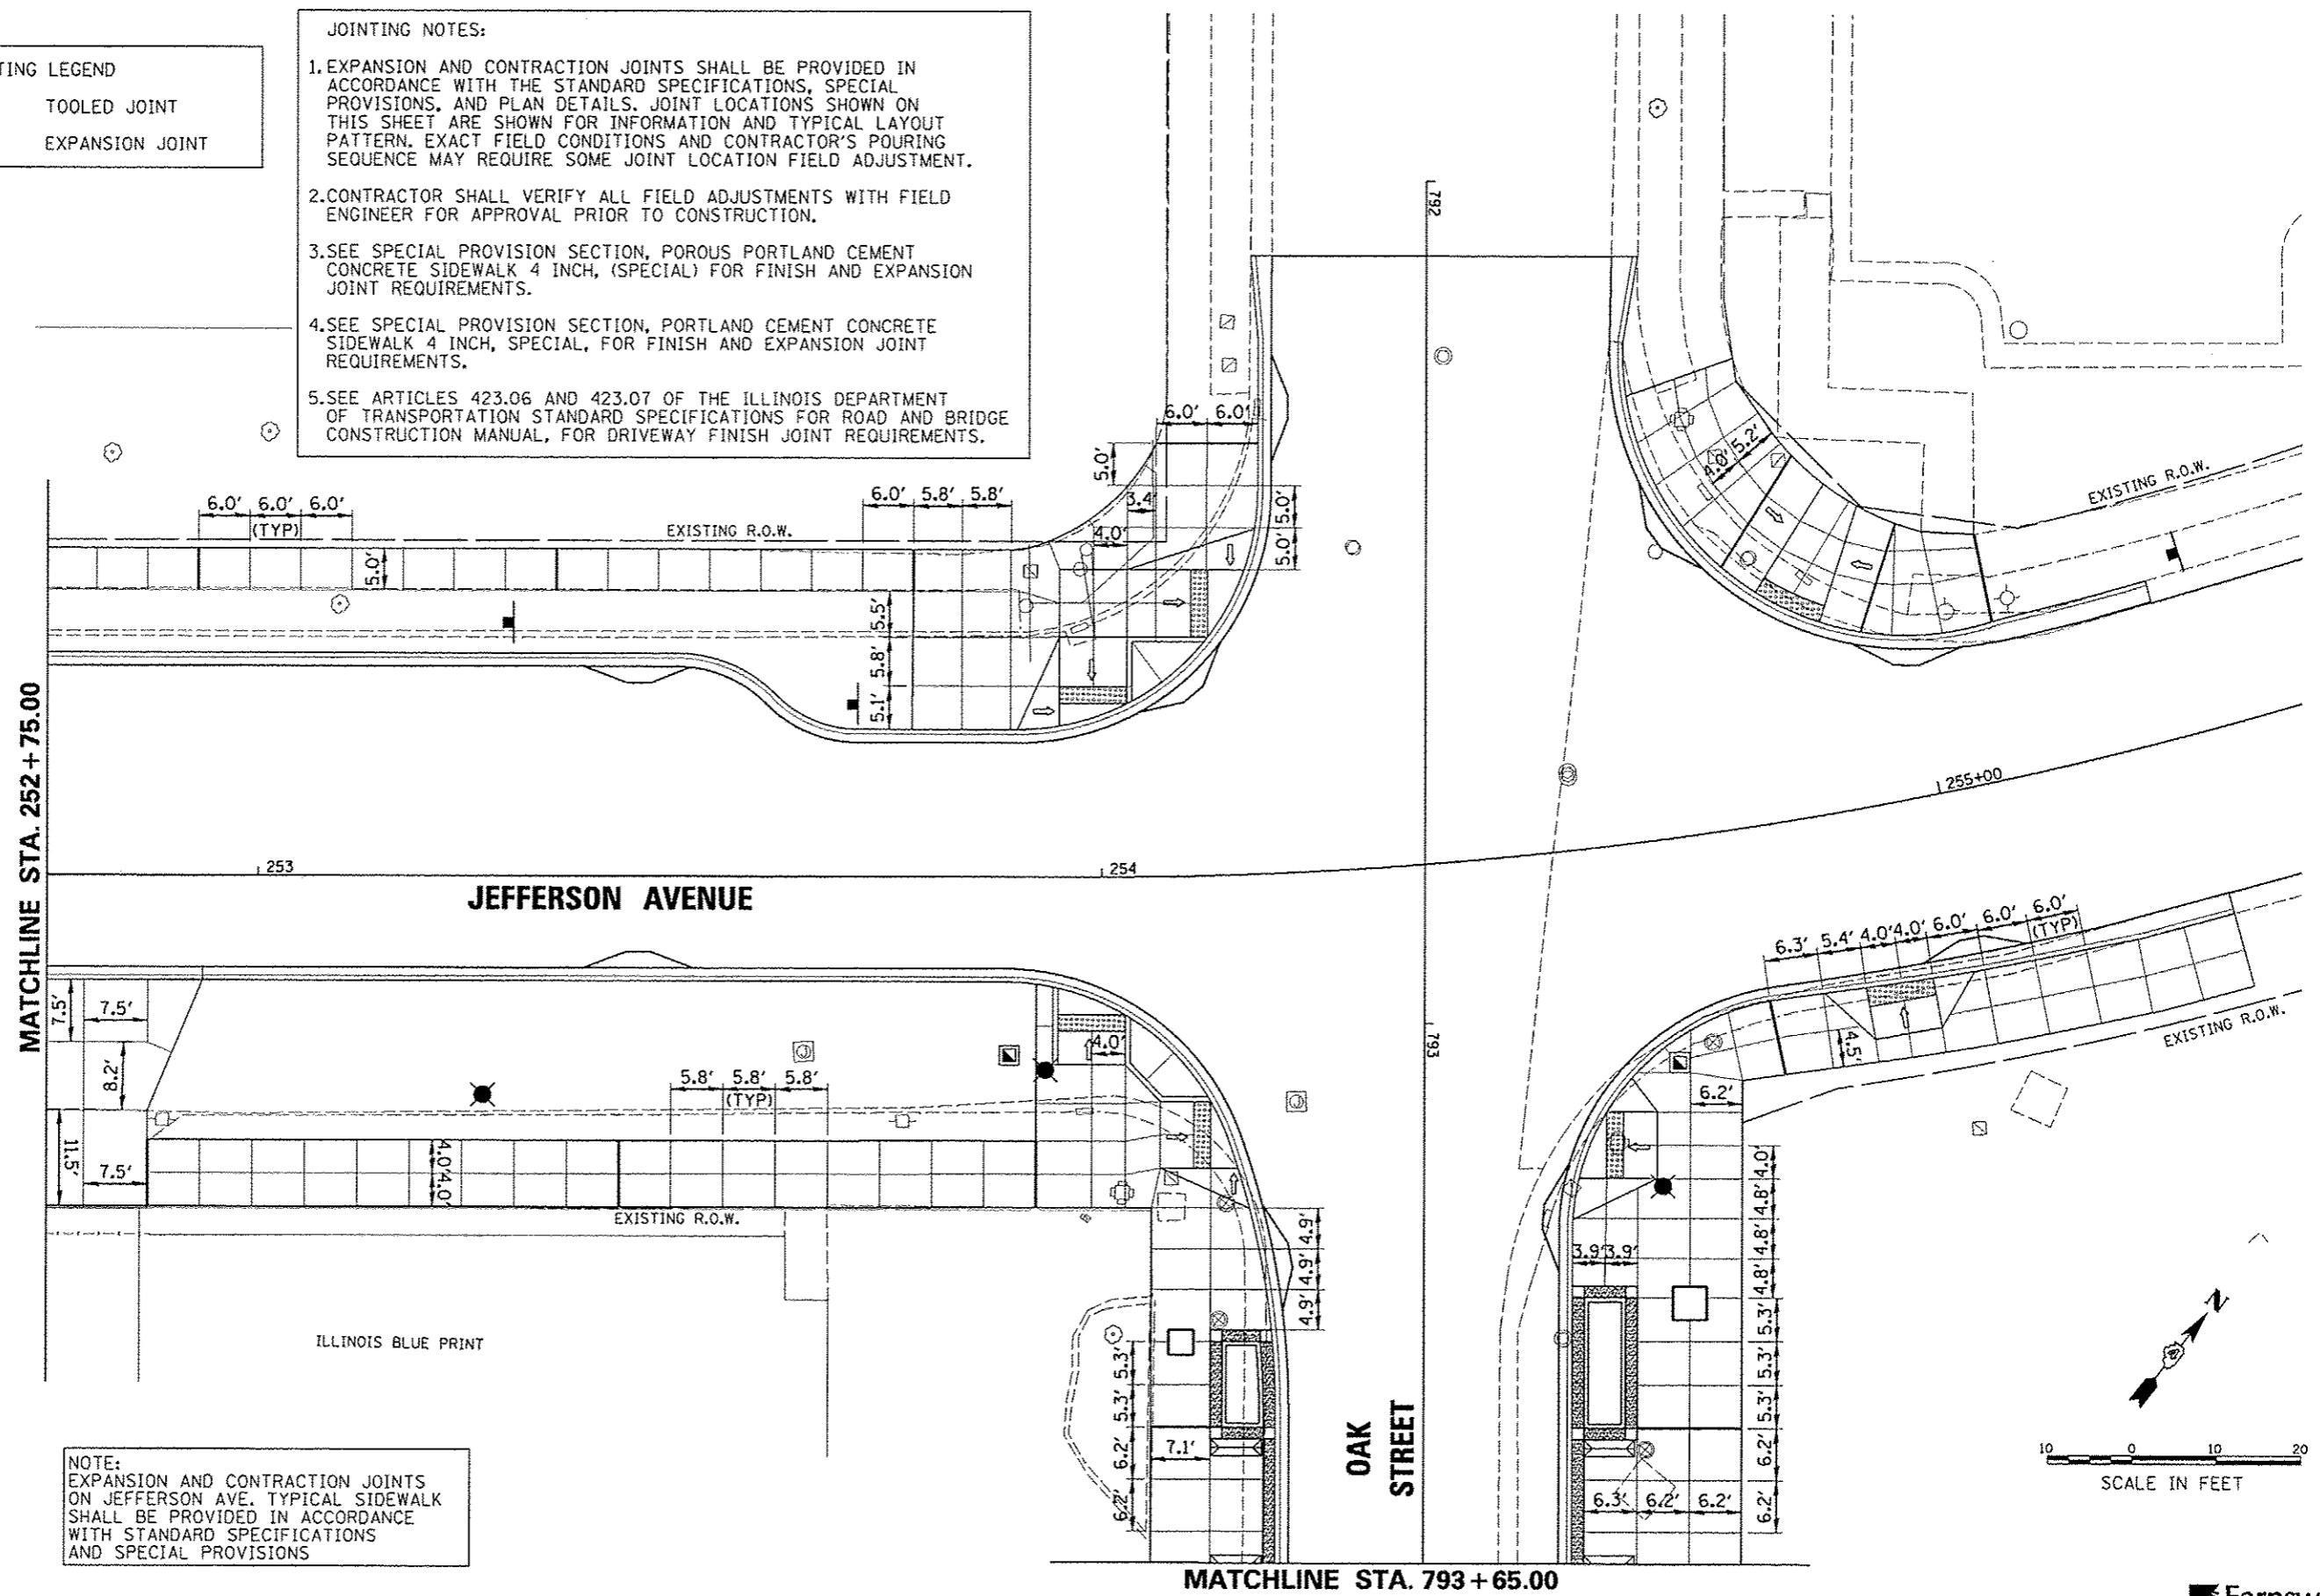 TING LEGEND
TOOLED JOINT
EXPANSION JOINT
JOINTING NOTES:
1. EXPANSION AND CONTRACTION JOINTS SHALL BE PROVIDED IN
ACCORDANCE WITH THE STANDARD SPECIFICATIONS, SPECIAL
PROVISIONS, AND PLAN DETAILS. JOINT LOCATIONS SHOWN ON
THIS SHEET ARE SHOWN FOR INFORMATION AND TYPICAL LAYOUT
PATTERN. EXACT FIELD CONDITIONS AND CONTRACTOR'S POURING
SEQUENCE MAY REQUIRE SOME JOINT LOCATION FIELD ADJUSTMENT.
2. CONTRACTOR SHALL VERIFY ALL FIELD ADJUSTMENTS WITH FIELD
ENGINEER FOR APPROVAL PRIOR TO CONSTRUCTION.
3. SEE SPECIAL PROVISION SECTION, POROUS PORTLAND CEMENT
CONCRETE SIDEWALK 4 INCH, (SPECIAL) FOR FINISH AND EXPANSION
JOINT REQUIREMENTS.
4. SEE SPECIAL PROVISION SECTION, PORTLAND CEMENT CONCRETE
SIDEWALK 4 INCH, SPECIAL, FOR FINISH AND EXPANSION JOINT
REQUIREMENTS.
5. SEE ARTICLES 423.06 AND 423.07 OF THE ILLINOIS DEPARTMENT
OF TRANSPORTATION STANDARD SPECIFICATIONS FOR ROAD AND BRIDGE
CONSTRUCTION MANUAL, FOR DRIVEWAY FINISH JOINT REQUIREMENTS.
792
6.0' 6.0'
5.0'
3.4'
4.0'
5.0' 5.0'
4.6' 5.2'
EXISTING R.O.W.
6.0' 6.0' 6.0'
(TYP)
6.0' 5.8' 5.8'
EXISTING R.O.W.
5.0'
5.5'
5.8'
5.1'
MATCHLINE STA. 252+75.00
253
254
255+00
JEFFERSON AVENUE
793
6.3' 5.4' 4.0' 4.0' 6.0' 6.0' 6.0'
(TYP)
4.5'
EXISTING R.O.W.
7.5'
7.5'
8.2'
11.5'
7.5'
5.8' 5.8' 5.8'
(TYP)
4.0' 4.0'
4.0'
EXISTING R.O.W.
6.2'
4.9' 4.9' 4.9'
3.9' 3.9'
4.0' 4.8' 4.8' 4.8' 5.3' 5.3' 5.3' 6.2' 6.2'
ILLINOIS BLUE PRINT
5.3' 5.3' 6.2' 6.2'
7.1'
OAK
STREET
6.3' 6.2' 6.2'
N
10 0 10 20
SCALE IN FEET
NOTE:
EXPANSION AND CONTRACTION JOINTS
ON JEFFERSON AVE. TYPICAL SIDEWALK
SHALL BE PROVIDED IN ACCORDANCE
WITH STANDARD SPECIFICATIONS
AND SPECIAL PROVISIONS
MATCHLINE STA. 793+65.00